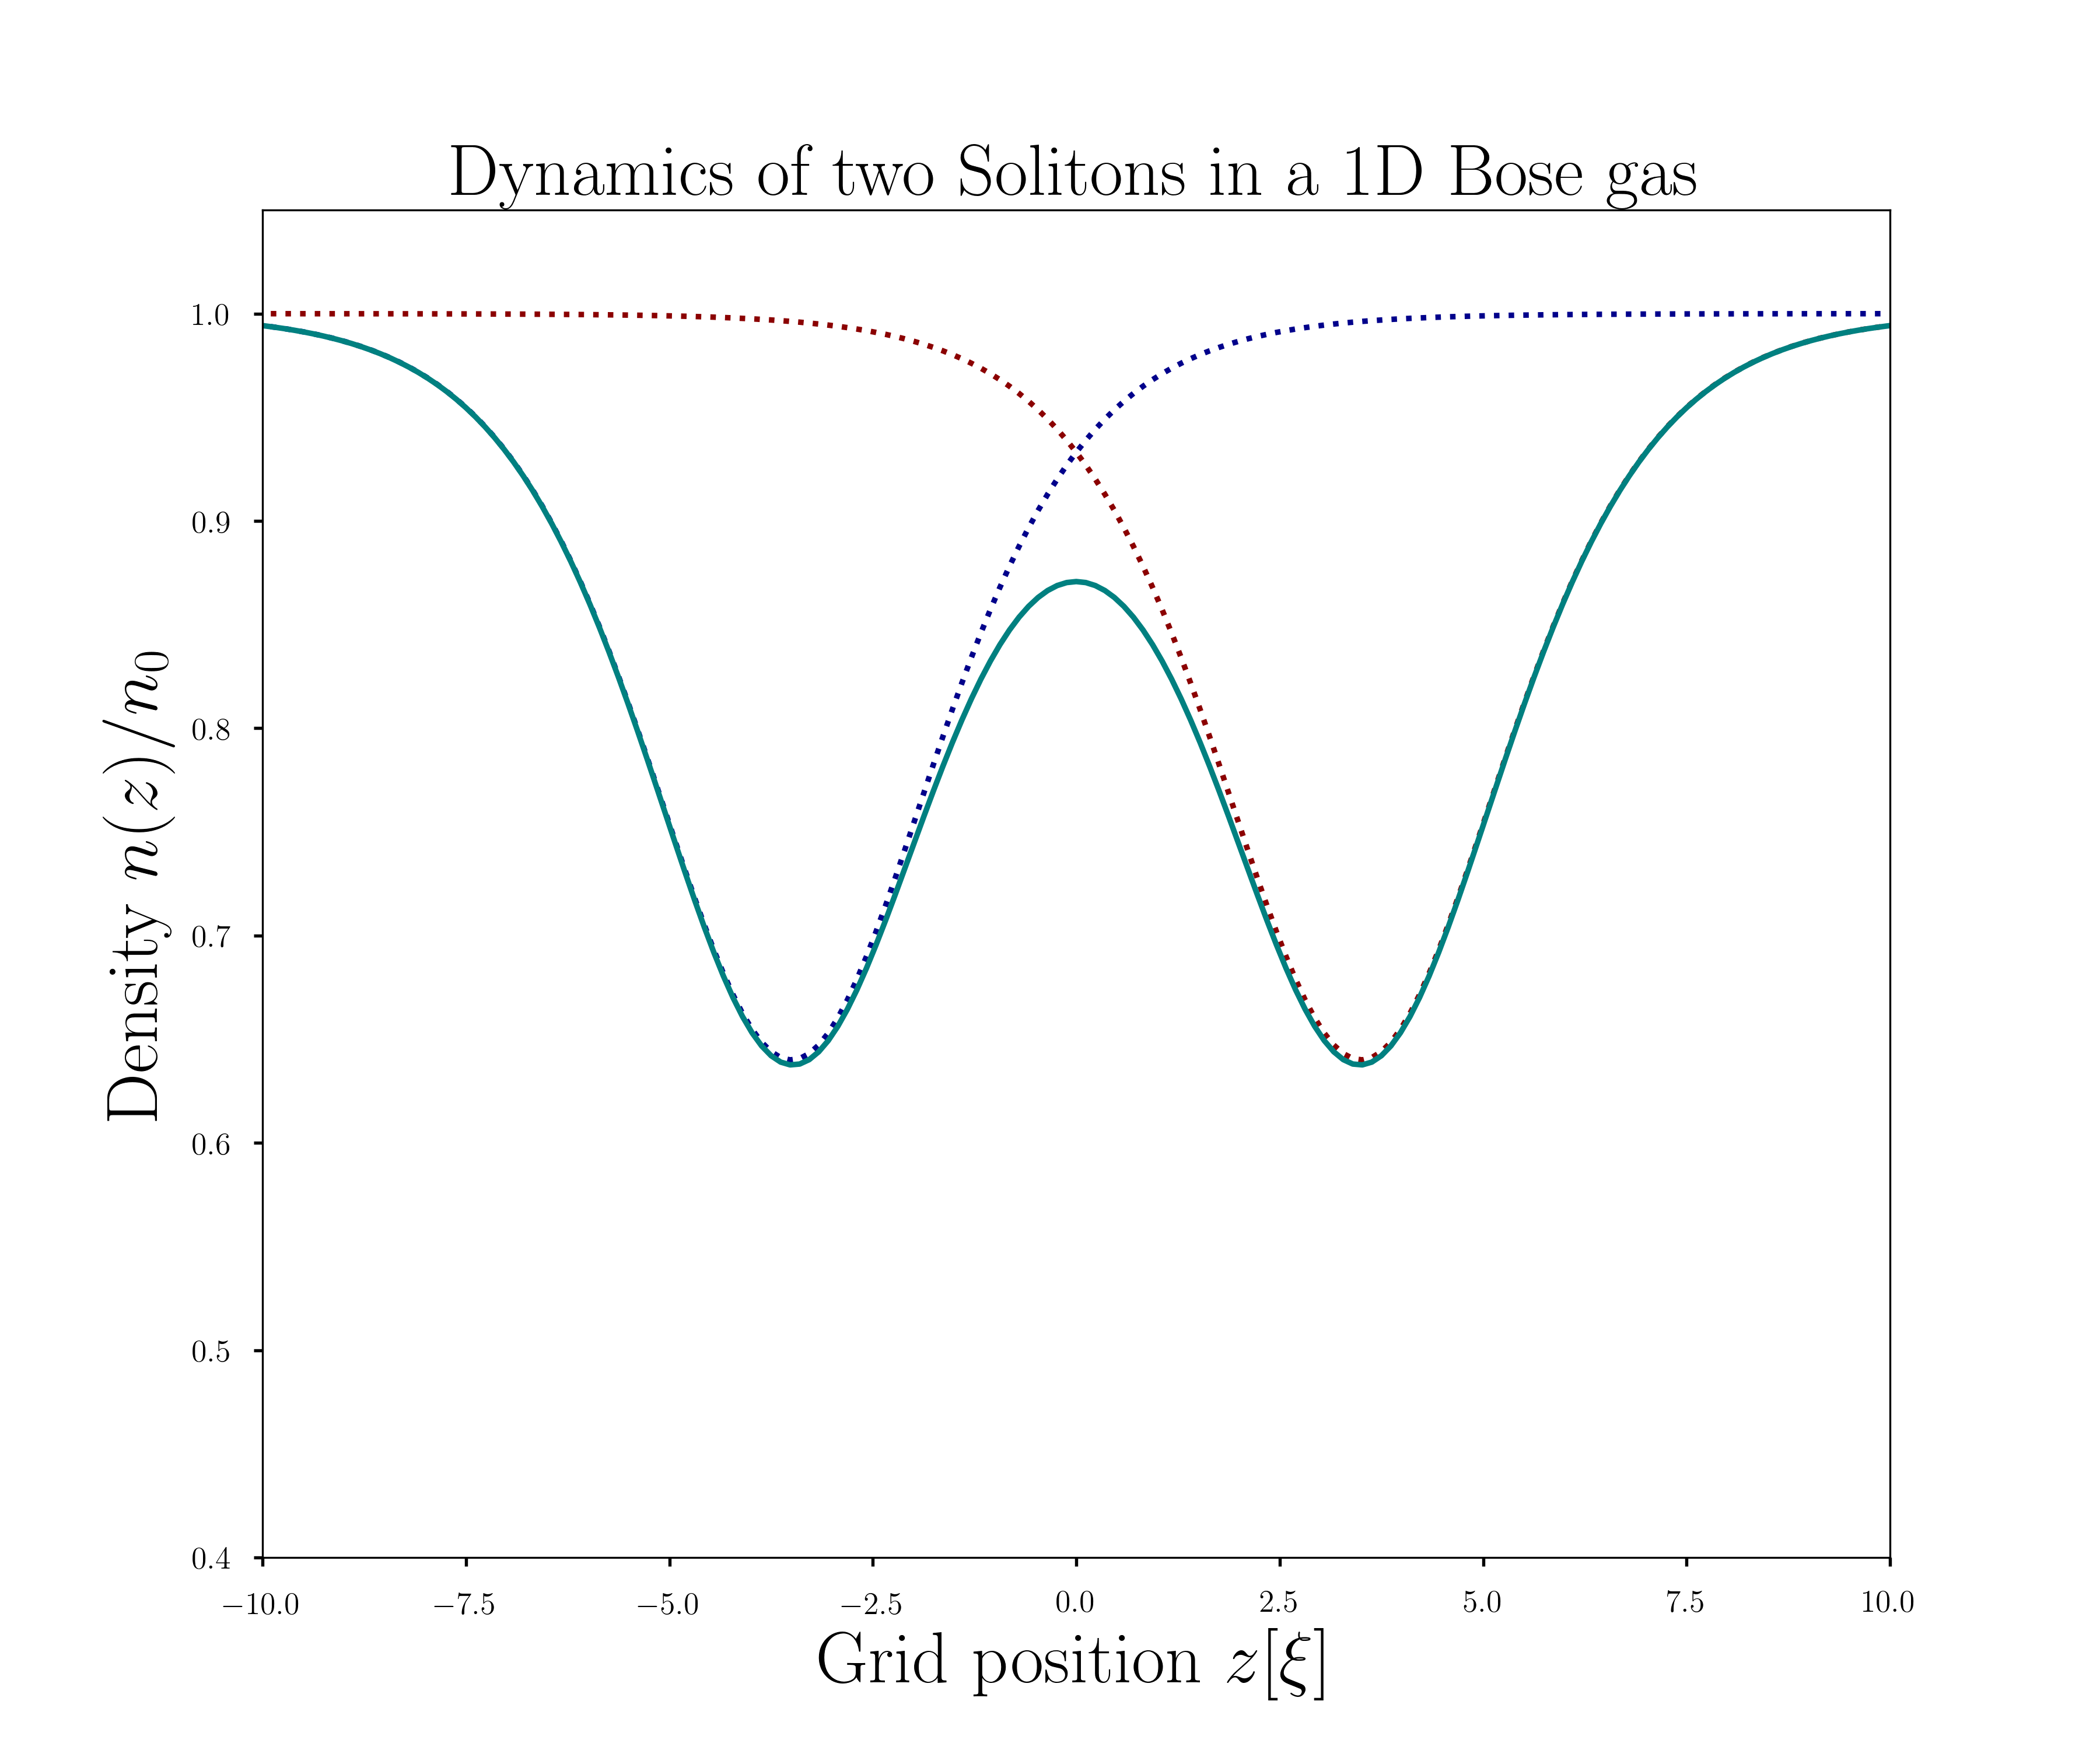 Dynamics of two Solitons in a 1D Bose gas
Density n(z)/n₀
1.0
0.9
0.8
0.7
0.6
0.5
0.4
−10.0 −7.5 −5.0 −2.5 0.0 2.5 5.0 7.5 10.0
Grid position z[ξ]